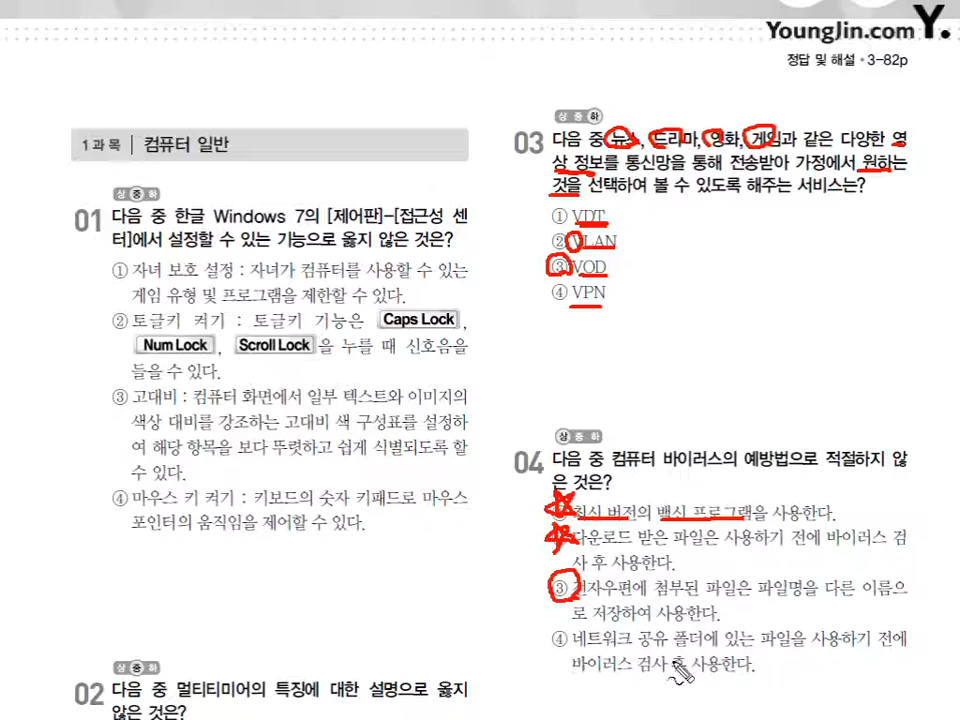 YoungJin.com Y.
정답 및 해설 • 3-82p
1과목 | 컴퓨터 일반
상 중 하
01 다음 중 한글 Windows 7의 [제어판]-[접근성 센
터]에서 설정할 수 있는 기능으로 옳지 않은 것은?
① 자녀 보호 설정 : 자녀가 컴퓨터를 사용할 수 있는
게임 유형 및 프로그램을 제한할 수 있다.
② 토글키 켜기 : 토글키 기능은 Caps Lock,
Num Lock, Scroll Lock을 누를 때 신호음을
들을 수 있다.
③ 고대비 : 컴퓨터 화면에서 일부 텍스트와 이미지의
색상 대비를 강조하는 고대비 색 구성표를 설정하
여 해당 항목을 보다 뚜렷하고 쉽게 식별되도록 할
수 있다.
④ 마우스 키 켜기 : 키보드의 숫자 키패드로 마우스
포인터의 움직임을 제어할 수 있다.
상 중 하
02 다음 중 멀티미디어의 특징에 대한 설명으로 옳지
않은 것은?
상 중 하
03 다음 중 뉴스, 드라마, 영화, 게임과 같은 다양한 영
상 정보를 통신망을 통해 전송받아 가정에서 원하는
것을 선택하여 볼 수 있도록 해주는 서비스는?
① VDT
② VLAN
③ VOD
④ VPN
상 중 하
04 다음 중 컴퓨터 바이러스의 예방법으로 적절하지 않
은 것은?
최신 버전의 백신 프로그램을 사용한다.
다운로드 받은 파일은 사용하기 전에 바이러스 검
사 후 사용한다.
③ 전자우편에 첨부된 파일은 파일명을 다른 이름으
로 저장하여 사용한다.
④ 네트워크 공유 폴더에 있는 파일을 사용하기 전에
바이러스 검사 후 사용한다.